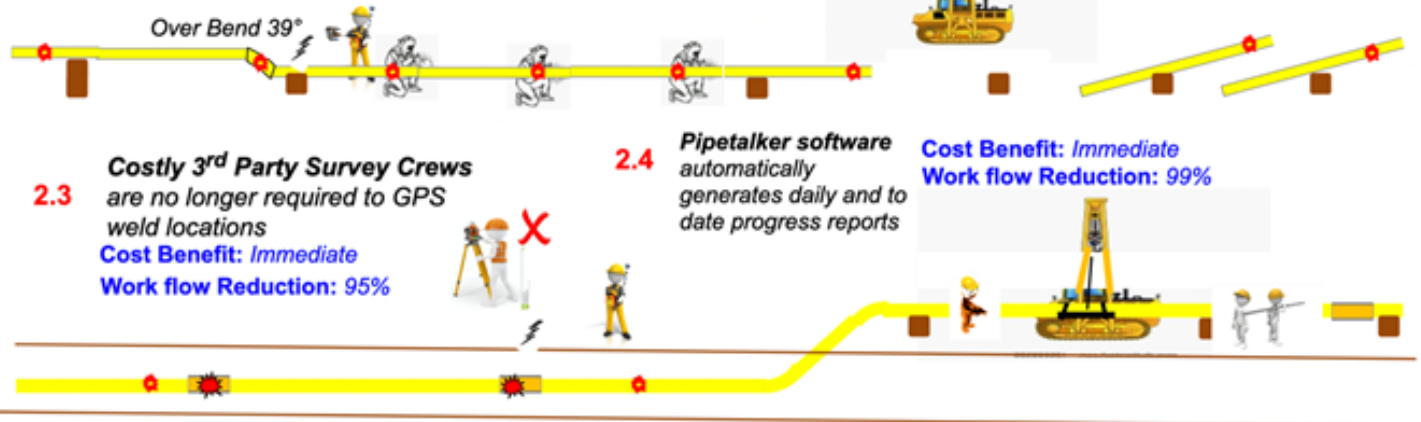 Over Bend 39°
2.3
Costly 3rd Party Survey Crews
are no longer required to GPS
weld locations
Cost Benefit: Immediate
Work flow Reduction: 95%
2.4
Pipetalker software
automatically
generates daily and to
date progress reports
Cost Benefit: Immediate
Work flow Reduction: 99%